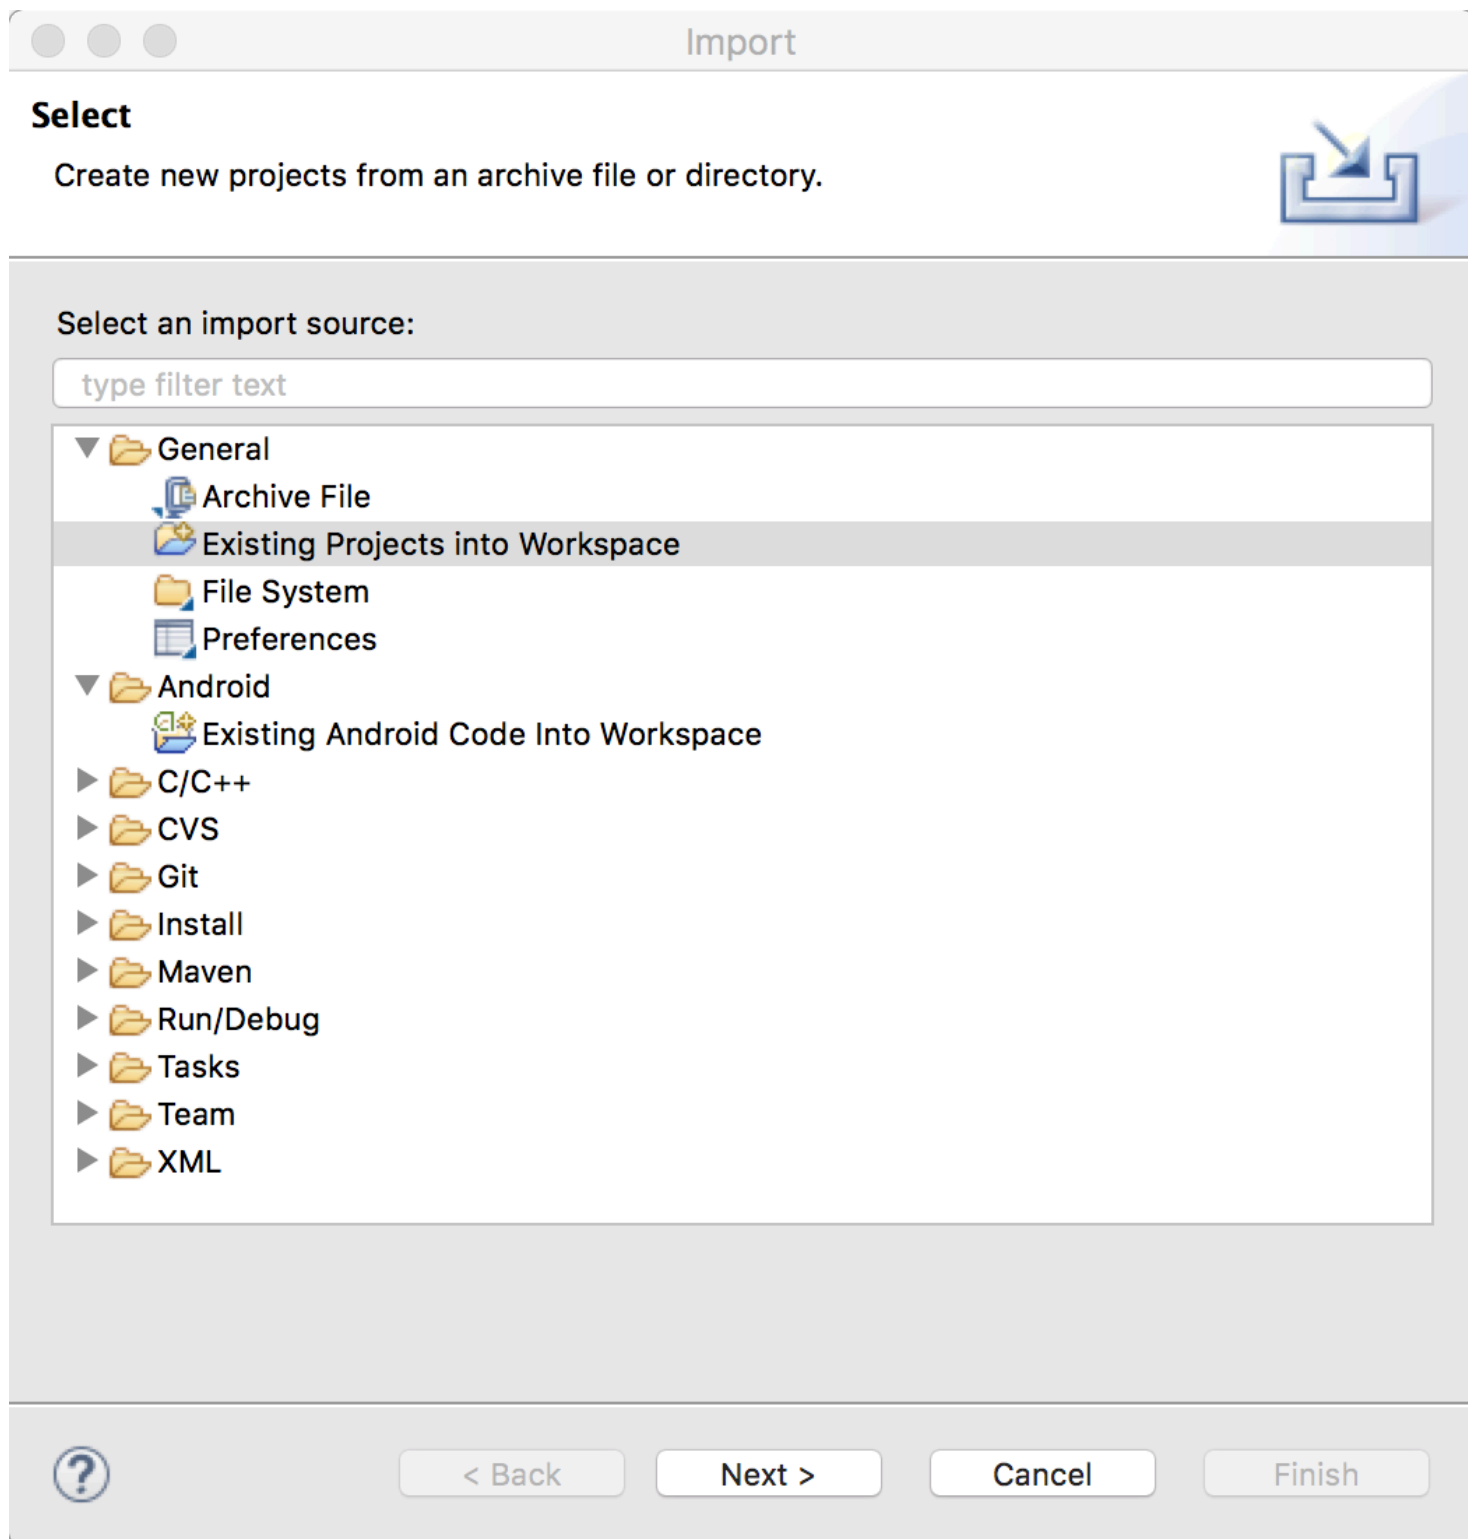 Import
Select
Create new projects from an archive file or directory.
Select an import source:
type filter text
General
Archive File
Existing Projects into Workspace
File System
Preferences
Android
Existing Android Code Into Workspace
C/C++
CVS
Git
Install
Maven
Run/Debug
Tasks
Team
XML
? < Back Next > Cancel Finish